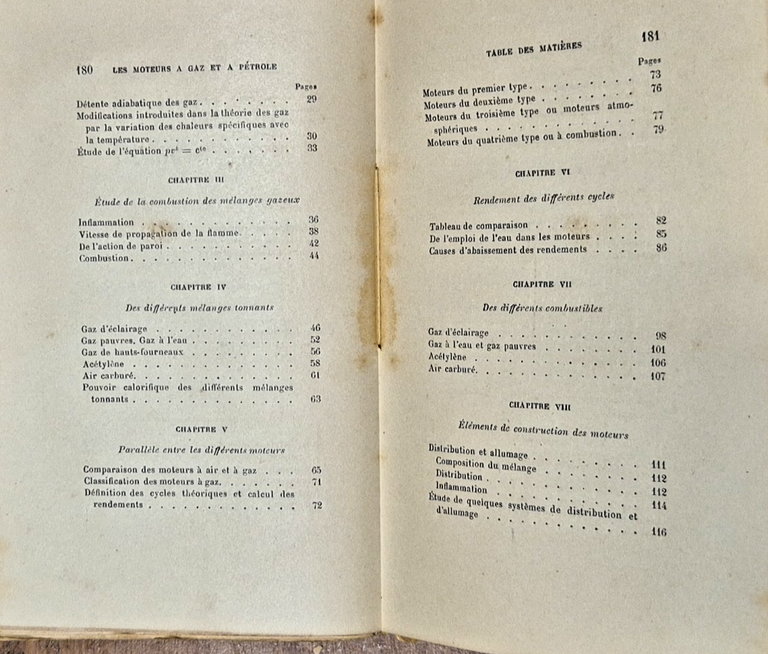 180 LES MOTEURS A GAZ ET A PÉTROLE
Pages
Détente adiabatique des gaz. . . . . . . . . 29
Modifications introduites dans la théorie des gaz
par la variation des chaleurs spécifiques avec
la température. . . . . . . . . . . . . 30
Étude de l'équation pvᵏ = cᵗᵉ . . . . . . . 33
CHAPITRE III
Étude de la combustion des mélanges gazeux
Inflammation . . . . . . . . . . . . . 36
Vitesse de propagation de la flamme. . . . . 38
De l'action de paroi . . . . . . . . . . . 42
Combustion. . . . . . . . . . . . . . 44
CHAPITRE IV
Des différents mélanges tonnants
Gaz d'éclairage . . . . . . . . . . . . 46
Gaz pauvres, Gaz à l'eau . . . . . . . . . 52
Gaz de hauts-fourneaux. . . . . . . . . . 56
Acétylène . . . . . . . . . . . . . . 58
Air carburé. . . . . . . . . . . . . . 61
Pouvoir calorifique des différents mélanges
tonnants . . . . . . . . . . . . . . 63
CHAPITRE V
Parallèle entre les différents moteurs
Comparaison des moteurs à air et à gaz . . . 65
Classification des moteurs à gaz. . . . . . . 71
Définition des cycles théoriques et calcul des
rendements . . . . . . . . . . . . . 72
TABLE DES MATIÈRES 181
Pages
Moteurs du premier type. . . . . . . . . 73
Moteurs du deuxième type . . . . . . . . 76
Moteurs du troisième type ou moteurs atmo-
sphériques . . . . . . . . . . . . . 77
Moteurs du quatrième type ou à combustion. . 79
CHAPITRE VI
Rendement des différents cycles
Tableau de comparaison . . . . . . . . . 82
De l'emploi de l'eau dans les moteurs . . . . 85
Causes d'abaissement des rendements . . . . 86
CHAPITRE VII
Des différents combustibles
Gaz d'éclairage . . . . . . . . . . . . 98
Gaz à l'eau et gaz pauvres . . . . . . . . 101
Acétylène . . . . . . . . . . . . . . 106
Air carburé. . . . . . . . . . . . . . 107
CHAPITRE VIII
Éléments de construction des moteurs
Distribution et allumage . . . . . . . . . 111
Composition du mélange . . . . . . . . 112
Distribution . . . . . . . . . . . . . 112
Inflammation . . . . . . . . . . . . 114
Étude de quelques systèmes de distribution et
d'allumage . . . . . . . . . . . . . 116